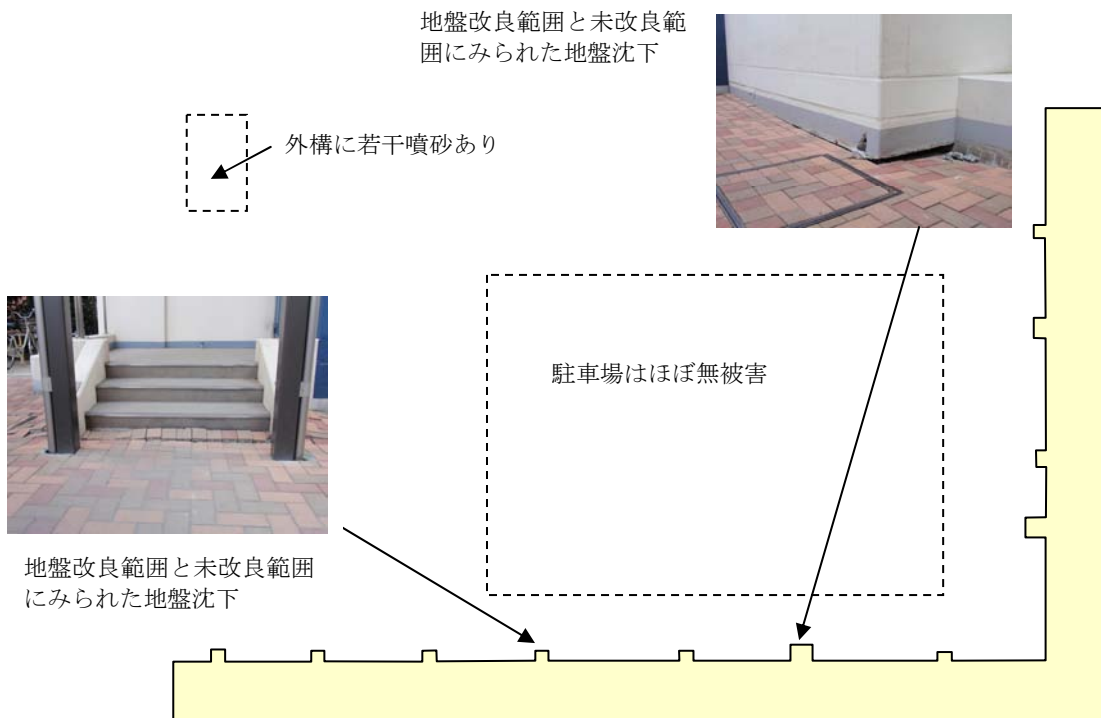 地盤改良範囲と未改良範
囲にみられた地盤沈下
外構に若干噴砂あり
駐車場はほぼ無被害
地盤改良範囲と未改良範囲
にみられた地盤沈下